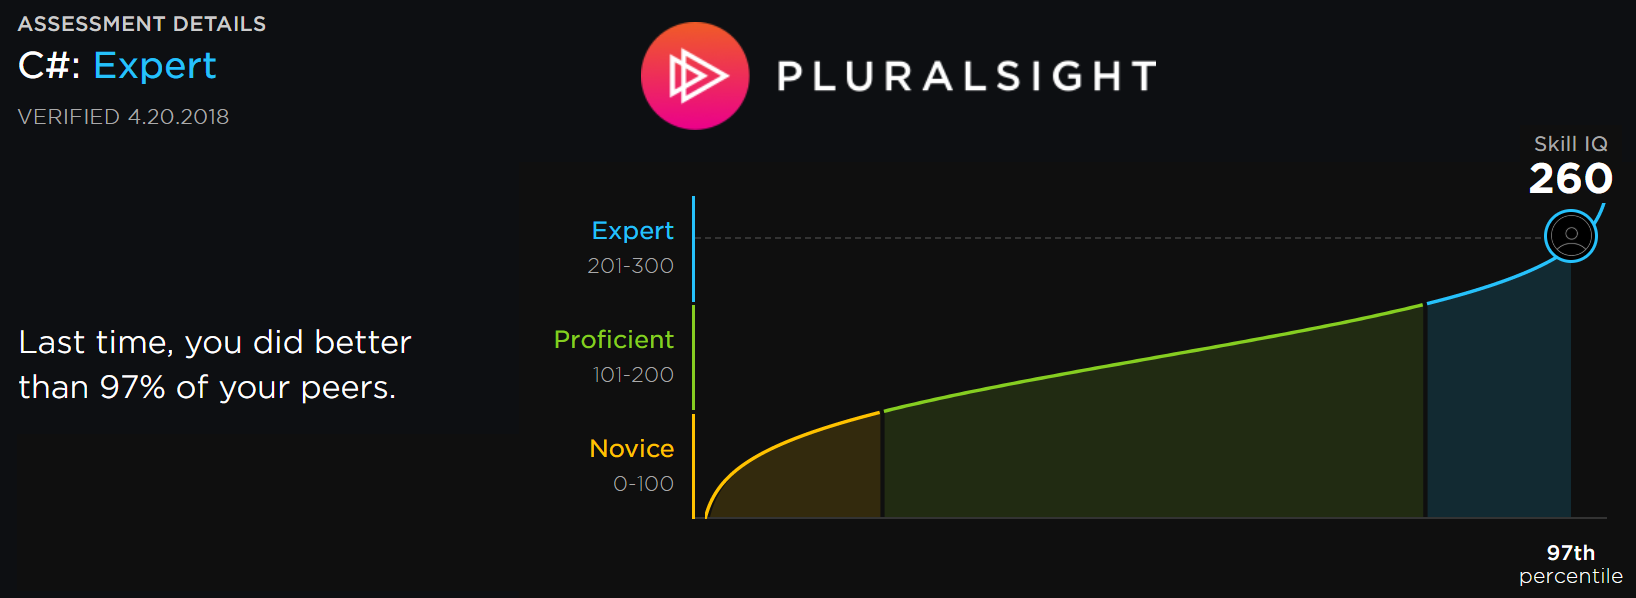 ASSESSMENT DETAILS
C#: Expert
VERIFIED 4.20.2018
PLURALSIGHT
Skill IQ
260
Expert
201-300
Proficient
101-200
Novice
0-100
Last time, you did better
than 97% of your peers.
97th
percentile